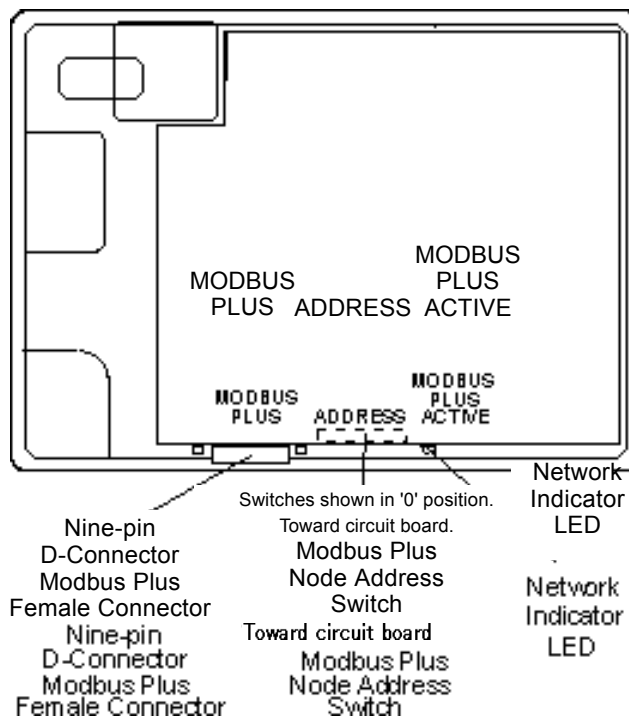 MODBUS
PLUS
ADDRESS
MODBUS
PLUS
ACTIVE
MODBUS
PLUS
ADDRESS
MODBUS
PLUS
ACTIVE
Switches shown in '0' position.
Toward circuit board.
Nine-pin
D-Connector
Modbus Plus
Female Connector
Modbus Plus
Node Address
Switch
Network
Indicator
LED
Nine-pin
D-Connector
Modbus Plus
Female Connector
Toward circuit board
Modbus Plus
Node Address
Switch
Network
Indicator
LED